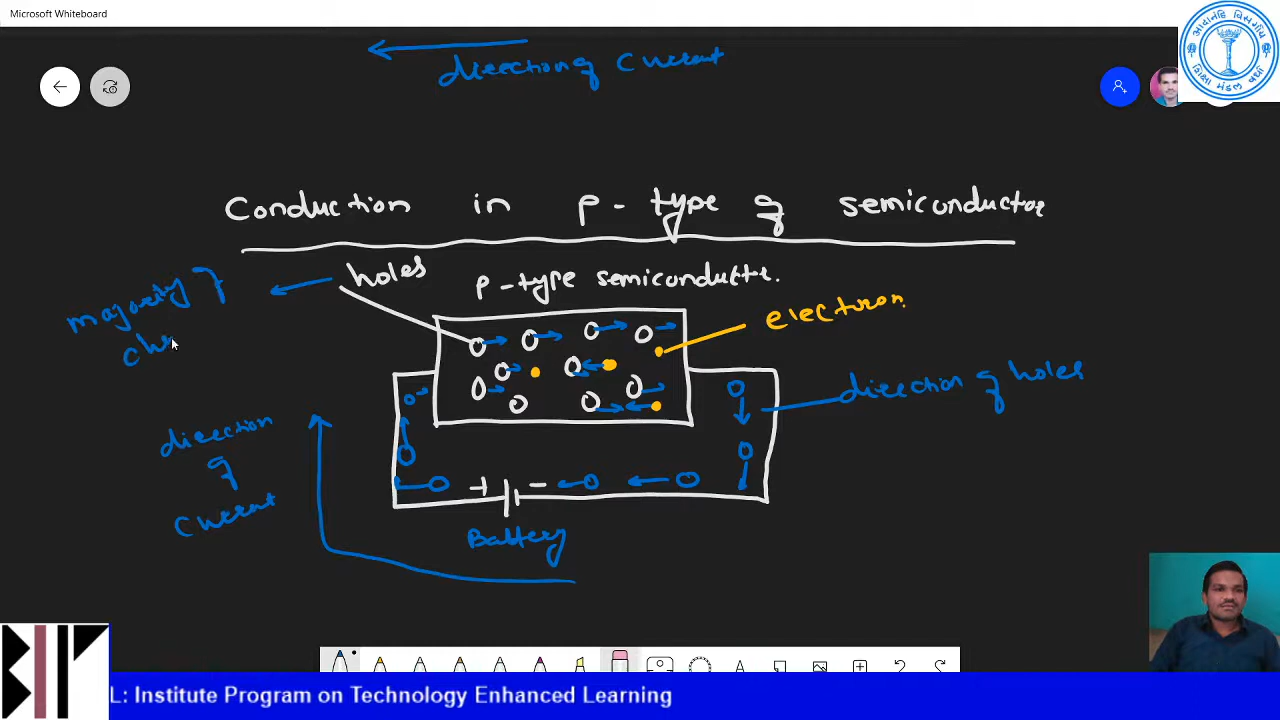 Microsoft Whiteboard
direction of Current
Conduction in p-type of semiconductor
holes
p-type semiconductor.
majority
electron.
direction of holes
direction
of
Current
+ -
Battery
L: Institute Program on Technology Enhanced Learning